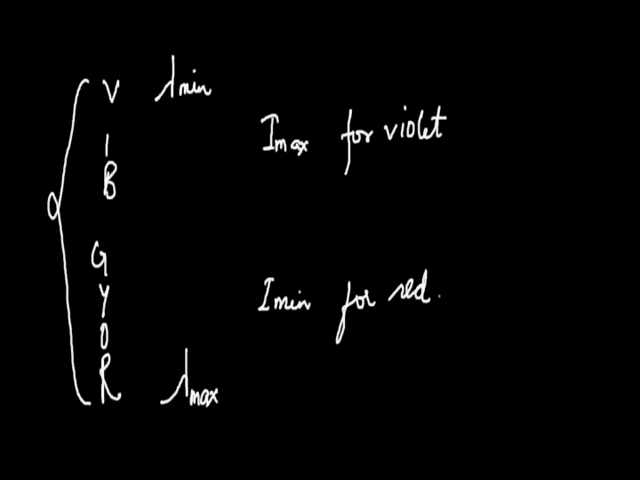 V λmin
I
Imax for violet
B
G
Y
Imin for red.
O
R λmax